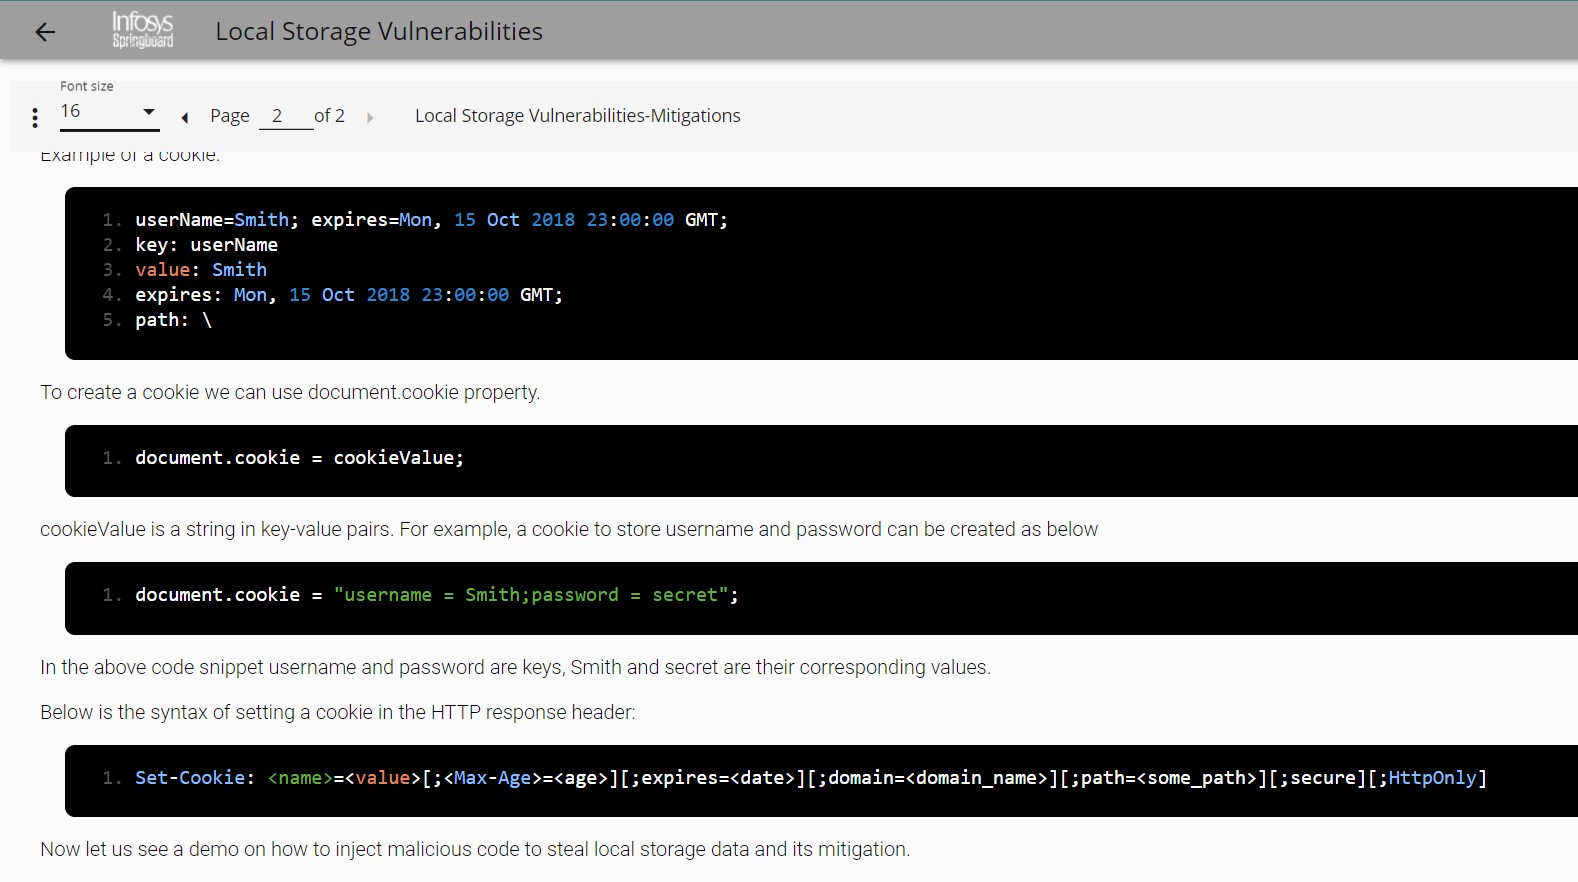 Infosys
Springboard
Local Storage Vulnerabilities
Font size
16
Page 2 of 2
Local Storage Vulnerabilities-Mitigations
Example of a cookie:
1. userName=Smith; expires=Mon, 15 Oct 2018 23:00:00 GMT;
2. key: userName
3. value: Smith
4. expires: Mon, 15 Oct 2018 23:00:00 GMT;
5. path: \
To create a cookie we can use document.cookie property.
1. document.cookie = cookieValue;
cookieValue is a string in key-value pairs. For example, a cookie to store username and password can be created as below
1. document.cookie = "username = Smith;password = secret";
In the above code snippet username and password are keys, Smith and secret are their corresponding values.
Below is the syntax of setting a cookie in the HTTP response header:
1. Set-Cookie: <name>=<value>[;<Max-Age>=<age>][;expires=<date>][;domain=<domain_name>][;path=<some_path>][;secure][;HttpOnly]
Now let us see a demo on how to inject malicious code to steal local storage data and its mitigation.